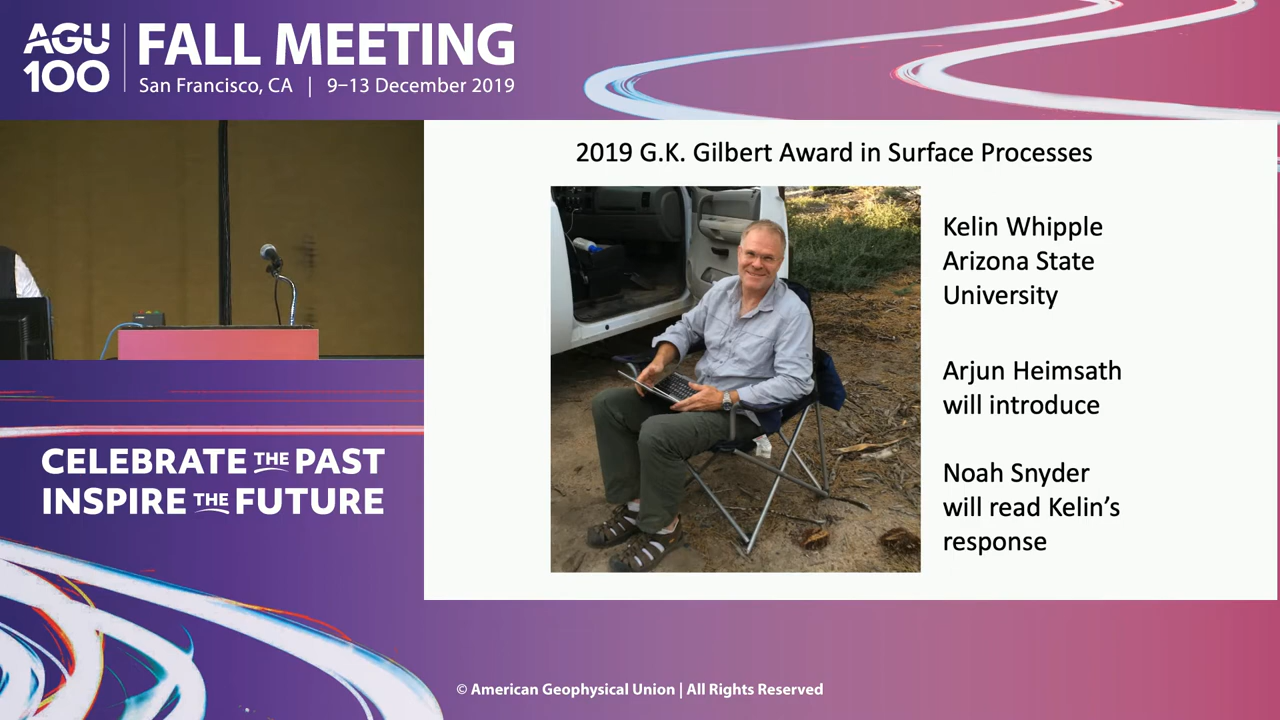 AGU
100
FALL MEETING
San Francisco, CA | 9–13 December 2019
2019 G.K. Gilbert Award in Surface Processes
Kelin Whipple
Arizona State
University
Arjun Heimsath
will introduce
Noah Snyder
will read Kelin’s
response
CELEBRATE THE PAST
INSPIRE THE FUTURE
© American Geophysical Union | All Rights Reserved